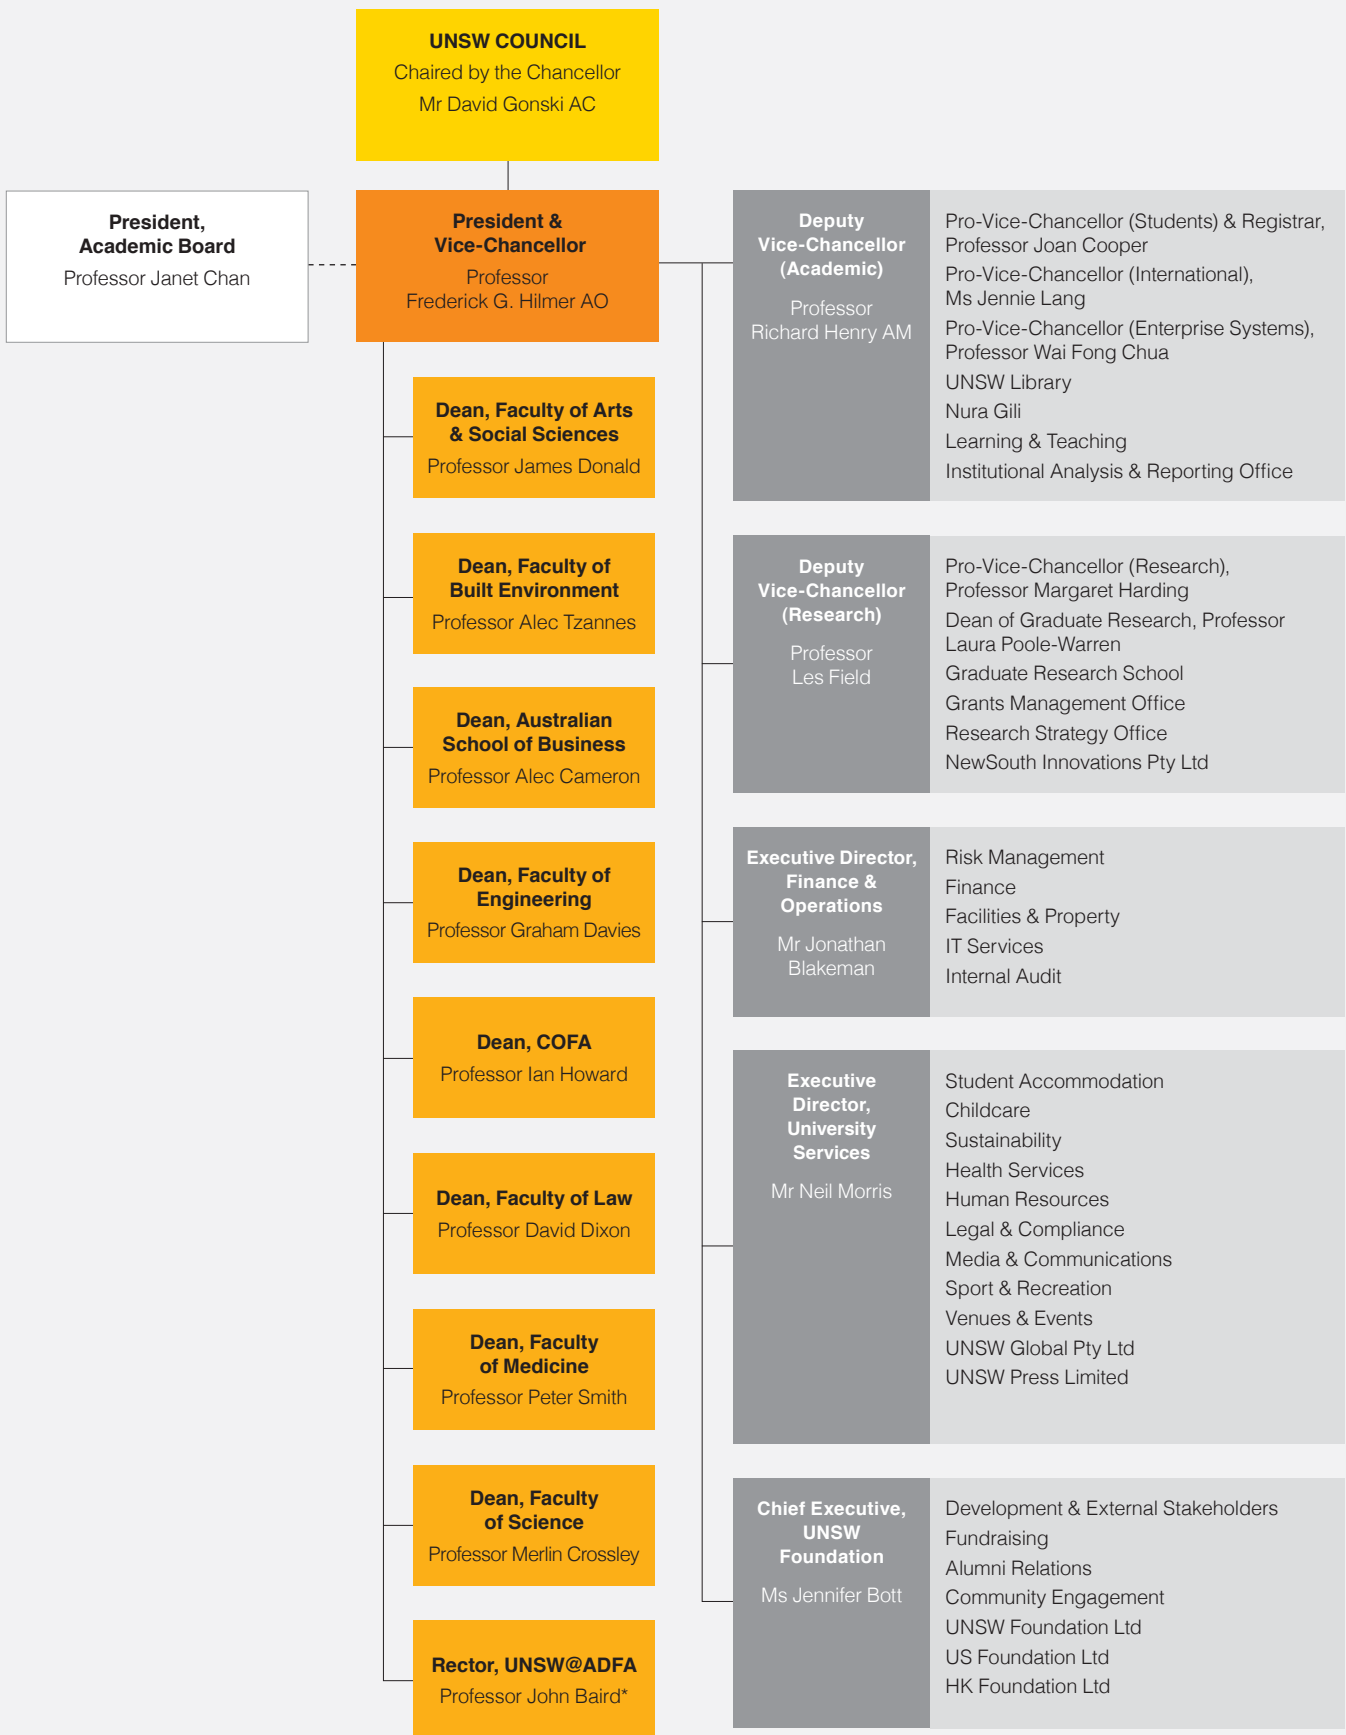 UNSW COUNCIL
Chaired by the Chancellor
Mr David Gonski AC
President,
Academic Board
Professor Janet Chan
President &
Vice-Chancellor
Professor
Frederick G. Hilmer AO
Dean, Faculty of Arts
& Social Sciences
Professor James Donald
Dean, Faculty of
Built Environment
Professor Alec Tzannes
Dean, Australian
School of Business
Professor Alec Cameron
Dean, Faculty of
Engineering
Professor Graham Davies
Dean, COFA
Professor Ian Howard
Dean, Faculty of Law
Professor David Dixon
Dean, Faculty
of Medicine
Professor Peter Smith
Dean, Faculty
of Science
Professor Merlin Crossley
Rector, UNSW@ADFA
Professor John Baird*
Deputy
Vice-Chancellor
(Academic)
Professor
Richard Henry AM
Pro-Vice-Chancellor (Students) & Registrar,
Professor Joan Cooper
Pro-Vice-Chancellor (International),
Ms Jennie Lang
Pro-Vice-Chancellor (Enterprise Systems),
Professor Wai Fong Chua
UNSW Library
Nura Gili
Learning & Teaching
Institutional Analysis & Reporting Office
Deputy
Vice-Chancellor
(Research)
Professor
Les Field
Pro-Vice-Chancellor (Research),
Professor Margaret Harding
Dean of Graduate Research, Professor
Laura Poole-Warren
Graduate Research School
Grants Management Office
Research Strategy Office
NewSouth Innovations Pty Ltd
Executive Director,
Finance &
Operations
Mr Jonathan
Blakeman
Risk Management
Finance
Facilities & Property
IT Services
Internal Audit
Executive
Director,
University
Services
Mr Neil Morris
Student Accommodation
Childcare
Sustainability
Health Services
Human Resources
Legal & Compliance
Media & Communications
Sport & Recreation
Venues & Events
UNSW Global Pty Ltd
UNSW Press Limited
Chief Executive,
UNSW
Foundation
Ms Jennifer Bott
Development & External Stakeholders
Fundraising
Alumni Relations
Community Engagement
UNSW Foundation Ltd
US Foundation Ltd
HK Foundation Ltd